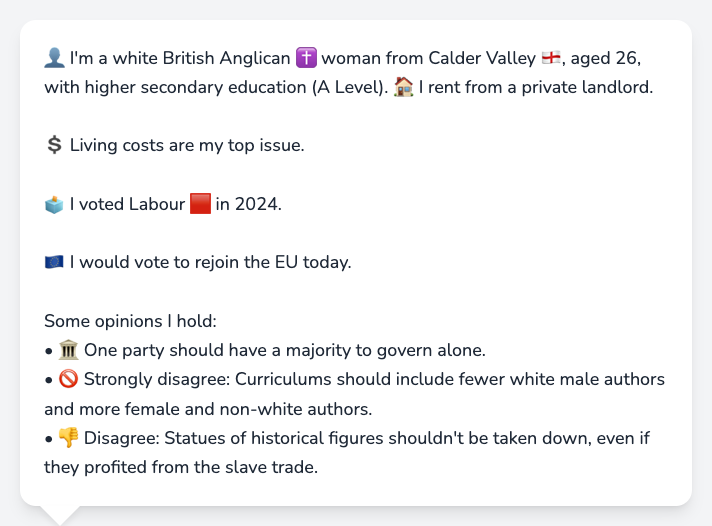 👤 I'm a white British Anglican ✝️ woman from Calder Valley 🏴󠁧󠁢󠁥󠁮󠁧󠁿, aged 26,
with higher secondary education (A Level). 🏠 I rent from a private landlord.
💲 Living costs are my top issue.
🗳️ I voted Labour 🟥 in 2024.
🇪🇺 I would vote to rejoin the EU today.
Some opinions I hold:
• 🏛️ One party should have a majority to govern alone.
• 🚫 Strongly disagree: Curriculums should include fewer white male authors
and more female and non-white authors.
• 👎 Disagree: Statues of historical figures shouldn't be taken down, even if
they profited from the slave trade.